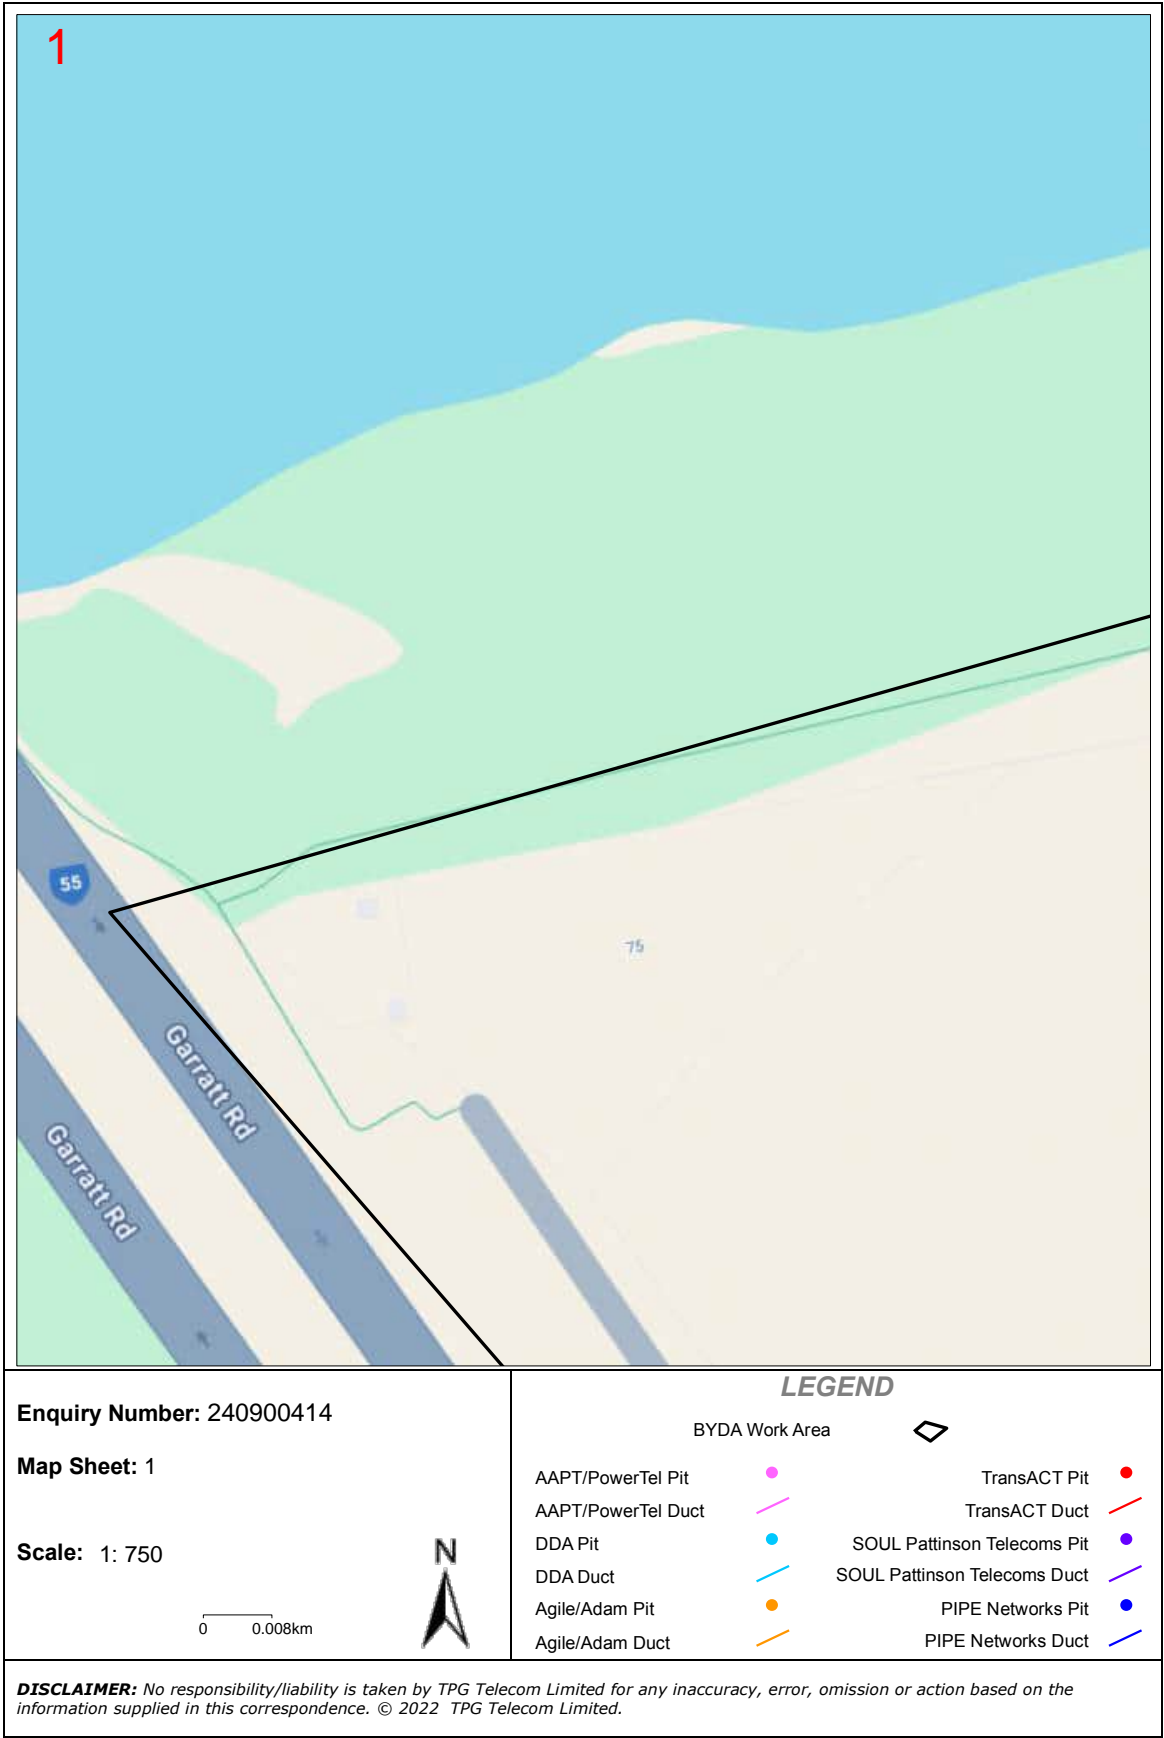 1
55
75
Garratt Rd
Garratt Rd
Enquiry Number: 240900414
Map Sheet: 1
Scale: 1: 750
0 0.008km
N
LEGEND
BYDA Work Area
AAPT/PowerTel Pit
TransACT Pit
AAPT/PowerTel Duct
TransACT Duct
DDA Pit
SOUL Pattinson Telecoms Pit
DDA Duct
SOUL Pattinson Telecoms Duct
Agile/Adam Pit
PIPE Networks Pit
Agile/Adam Duct
PIPE Networks Duct
DISCLAIMER: No responsibility/liability is taken by TPG Telecom Limited for any inaccuracy, error, omission or action based on the
information supplied in this correspondence. © 2022 TPG Telecom Limited.